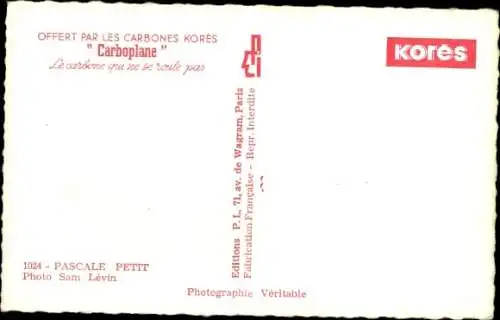 OFFERT PAR LES CARBONES KORÈS
" Carboplane "
Le carbone qui ne se roule pas
Korès
Editions P. I., 71, av. de Wagram, Paris
Fabrication Française - Repr. Interdite
1024 - PASCALE PETIT
Photo Sam Lévin
Photographie Véritable